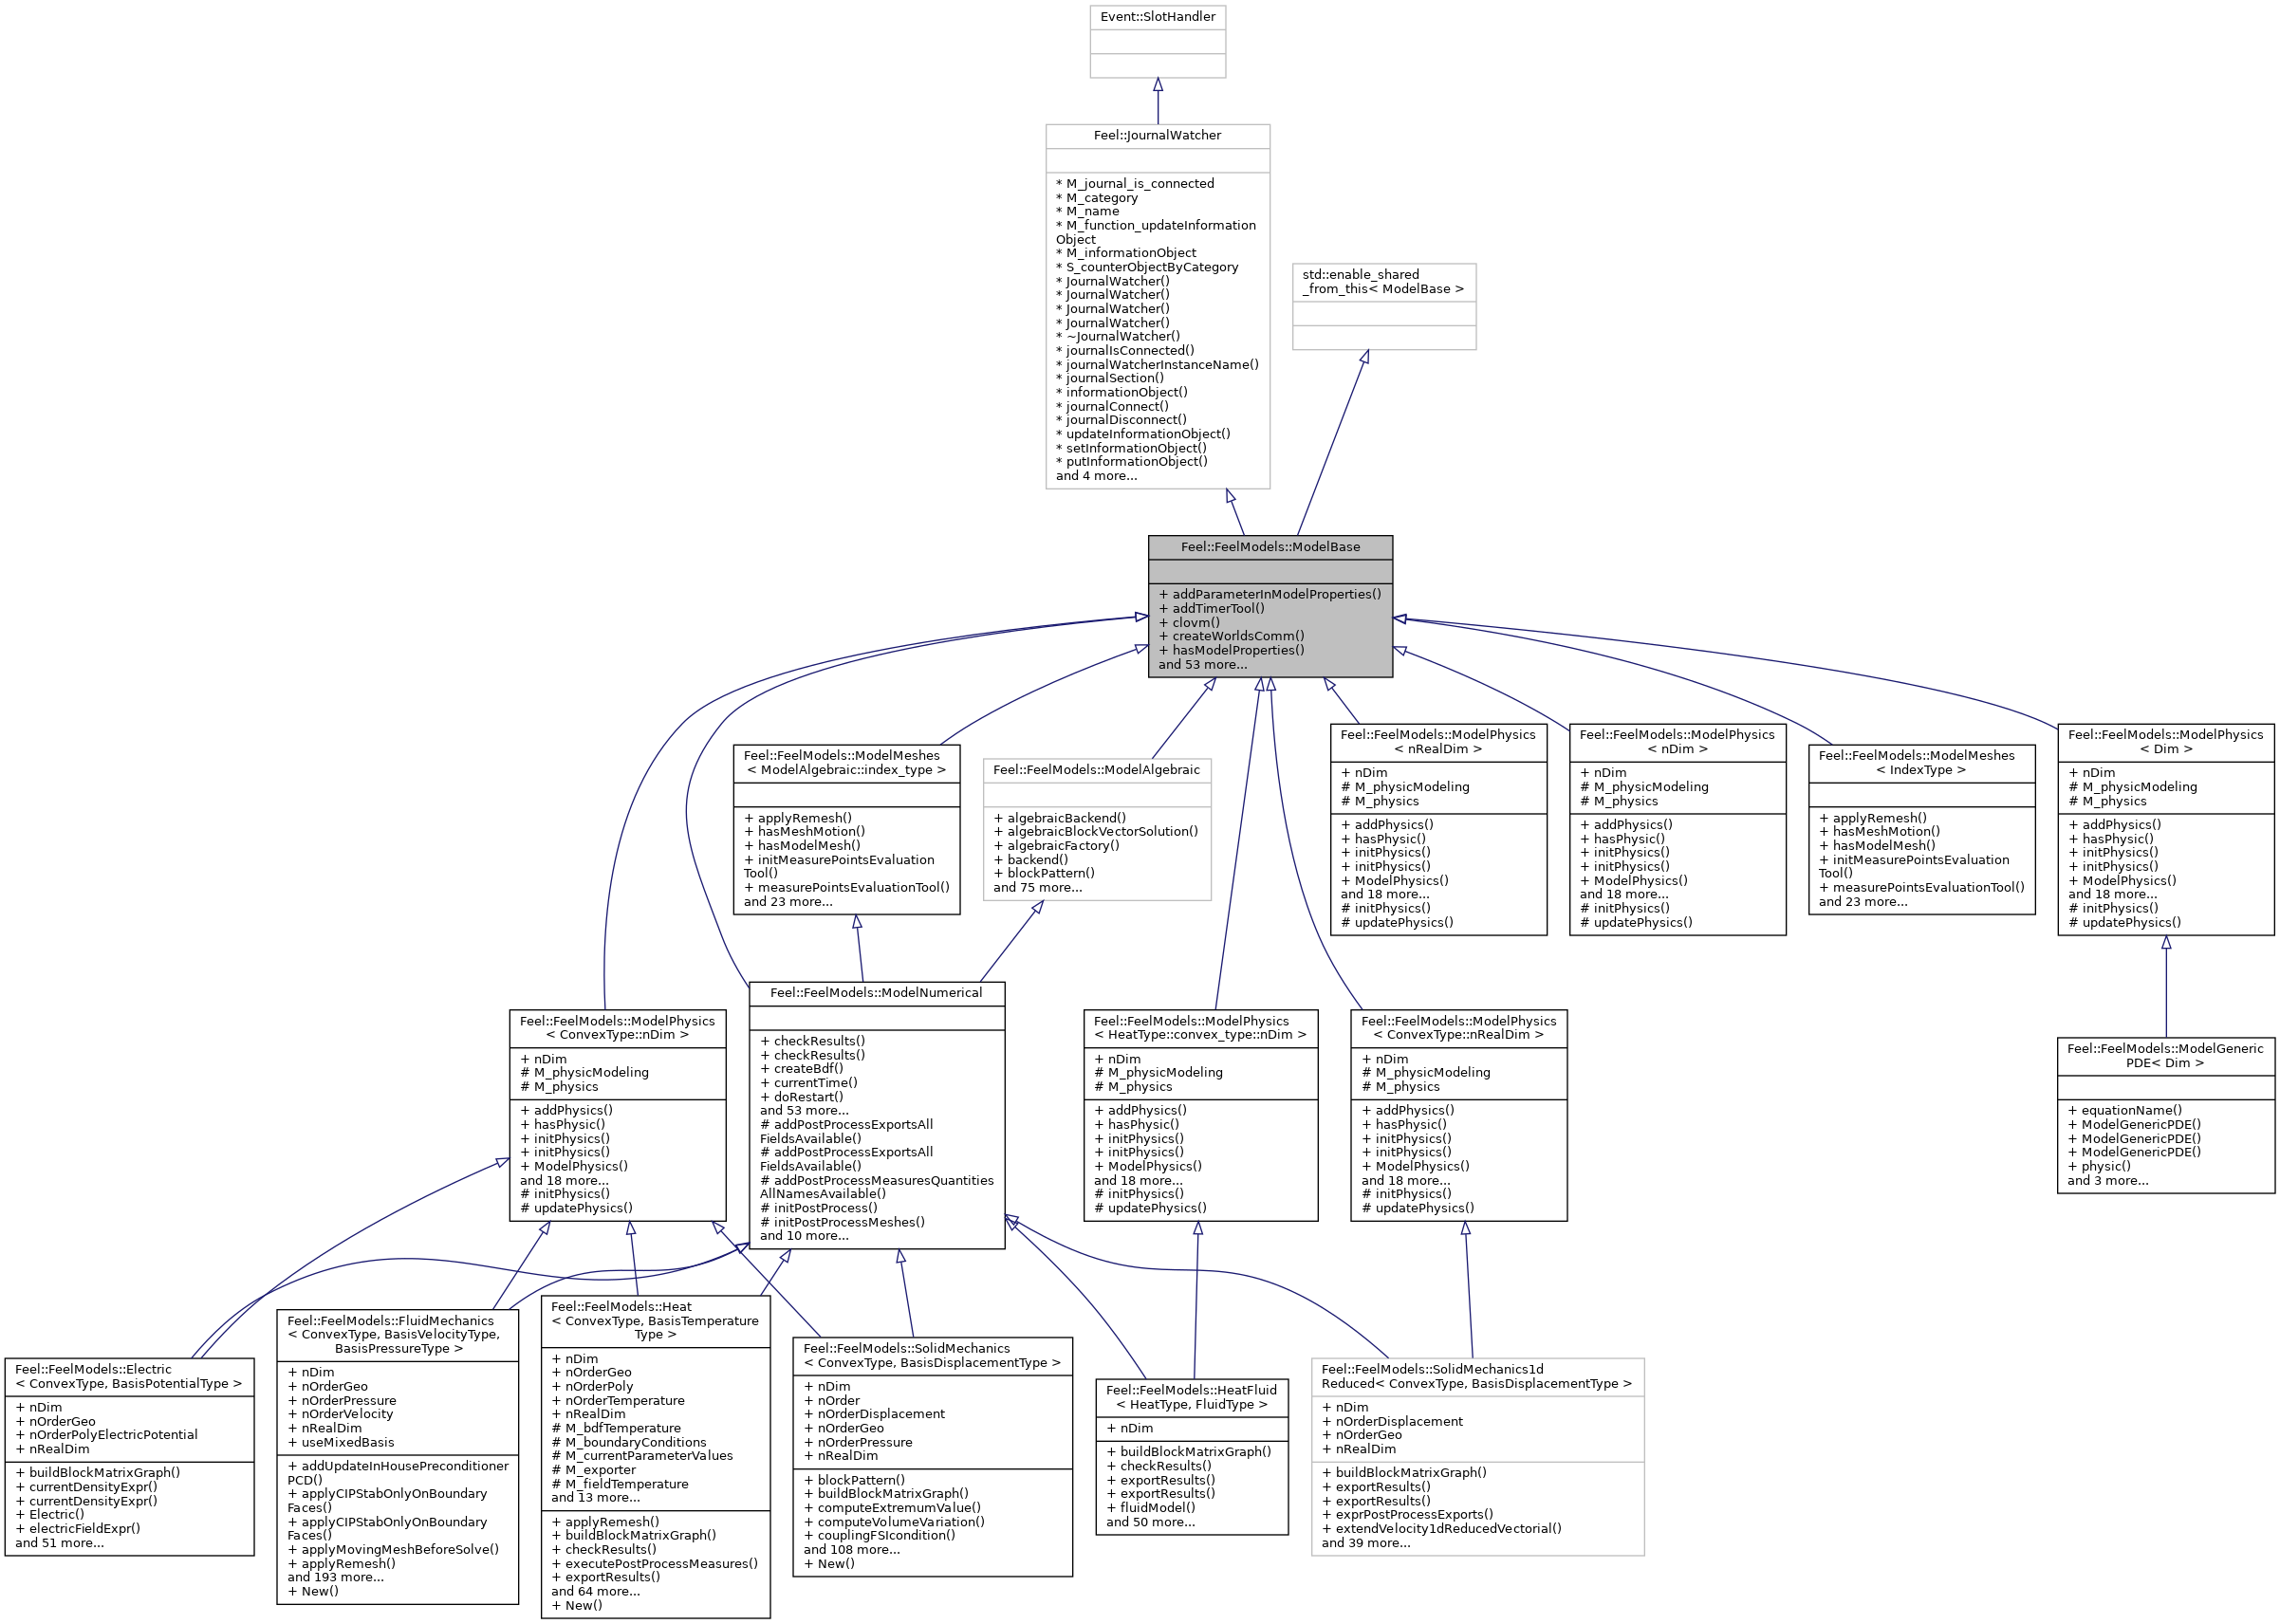 Event::SlotHandler
Feel::JournalWatcher
* M_journal_is_connected
* M_category
* M_name
* M_function_updateInformation
Object
* M_informationObject
* S_counterObjectByCategory
* JournalWatcher()
* JournalWatcher()
* JournalWatcher()
* JournalWatcher()
* ~JournalWatcher()
* journalIsConnected()
* journalWatcherInstanceName()
* journalSection()
* informationObject()
* journalConnect()
* journalDisconnect()
* updateInformationObject()
* setInformationObject()
* putInformationObject()
and 4 more...
std::enable_shared
_from_this< ModelBase >
Feel::FeelModels::ModelBase
+ addParameterInModelProperties()
+ addTimerTool()
+ clovm()
+ createWorldsComm()
+ hasModelProperties()
and 53 more...
Feel::FeelModels::ModelMeshes
< ModelAlgebraic::index_type >
+ applyRemesh()
+ hasMeshMotion()
+ hasModelMesh()
+ initMeasurePointsEvaluation
Tool()
+ measurePointsEvaluationTool()
and 23 more...
Feel::FeelModels::ModelAlgebraic
+ algebraicBackend()
+ algebraicBlockVectorSolution()
+ algebraicFactory()
+ backend()
+ blockPattern()
and 75 more...
Feel::FeelModels::ModelPhysics
< nRealDim >
+ nDim
# M_physicModeling
# M_physics
+ addPhysics()
+ hasPhysic()
+ initPhysics()
+ initPhysics()
+ ModelPhysics()
and 18 more...
# initPhysics()
# updatePhysics()
Feel::FeelModels::ModelPhysics
< nDim >
+ nDim
# M_physicModeling
# M_physics
+ addPhysics()
+ hasPhysic()
+ initPhysics()
+ initPhysics()
+ ModelPhysics()
and 18 more...
# initPhysics()
# updatePhysics()
Feel::FeelModels::ModelMeshes
< IndexType >
+ applyRemesh()
+ hasMeshMotion()
+ hasModelMesh()
+ initMeasurePointsEvaluation
Tool()
+ measurePointsEvaluationTool()
and 23 more...
Feel::FeelModels::ModelPhysics
< Dim >
+ nDim
# M_physicModeling
# M_physics
+ addPhysics()
+ hasPhysic()
+ initPhysics()
+ initPhysics()
+ ModelPhysics()
and 18 more...
# initPhysics()
# updatePhysics()
Feel::FeelModels::ModelPhysics
< ConvexType::nDim >
+ nDim
# M_physicModeling
# M_physics
+ addPhysics()
+ hasPhysic()
+ initPhysics()
+ initPhysics()
+ ModelPhysics()
and 18 more...
# initPhysics()
# updatePhysics()
Feel::FeelModels::ModelNumerical
+ checkResults()
+ checkResults()
+ createBdf()
+ currentTime()
+ doRestart()
and 53 more...
# addPostProcessExportsAll
FieldsAvailable()
# addPostProcessExportsAll
FieldsAvailable()
# addPostProcessMeasuresQuantities
AllNamesAvailable()
# initPostProcess()
# initPostProcessMeshes()
and 10 more...
Feel::FeelModels::ModelPhysics
< HeatType::convex_type::nDim >
+ nDim
# M_physicModeling
# M_physics
+ addPhysics()
+ hasPhysic()
+ initPhysics()
+ initPhysics()
+ ModelPhysics()
and 18 more...
# initPhysics()
# updatePhysics()
Feel::FeelModels::ModelPhysics
< ConvexType::nRealDim >
+ nDim
# M_physicModeling
# M_physics
+ addPhysics()
+ hasPhysic()
+ initPhysics()
+ initPhysics()
+ ModelPhysics()
and 18 more...
# initPhysics()
# updatePhysics()
Feel::FeelModels::ModelGeneric
PDE< Dim >
+ equationName()
+ ModelGenericPDE()
+ ModelGenericPDE()
+ ModelGenericPDE()
+ physic()
and 3 more...
Feel::FeelModels::Electric
< ConvexType, BasisPotentialType >
+ nDim
+ nOrderGeo
+ nOrderPolyElectricPotential
+ nRealDim
+ buildBlockMatrixGraph()
+ currentDensityExpr()
+ currentDensityExpr()
+ Electric()
+ electricFieldExpr()
and 51 more...
Feel::FeelModels::FluidMechanics
< ConvexType, BasisVelocityType,
BasisPressureType >
+ nDim
+ nOrderGeo
+ nOrderPressure
+ nOrderVelocity
+ nRealDim
+ useMixedBasis
+ addUpdateInHousePreconditioner
PCD()
+ applyCIPStabOnlyOnBoundary
Faces()
+ applyCIPStabOnlyOnBoundary
Faces()
+ applyMovingMeshBeforeSolve()
+ applyRemesh()
and 193 more...
+ New()
Feel::FeelModels::Heat
< ConvexType, BasisTemperature
Type >
+ nDim
+ nOrderGeo
+ nOrderPoly
+ nOrderTemperature
+ nRealDim
# M_bdfTemperature
# M_boundaryConditions
# M_currentParameterValues
# M_exporter
# M_fieldTemperature
and 13 more...
+ applyRemesh()
+ buildBlockMatrixGraph()
+ checkResults()
+ executePostProcessMeasures()
+ exportResults()
and 64 more...
+ New()
Feel::FeelModels::SolidMechanics
< ConvexType, BasisDisplacementType >
+ nDim
+ nOrder
+ nOrderDisplacement
+ nOrderGeo
+ nOrderPressure
+ nRealDim
+ blockPattern()
+ buildBlockMatrixGraph()
+ computeExtremumValue()
+ computeVolumeVariation()
+ couplingFSIcondition()
and 108 more...
+ New()
Feel::FeelModels::HeatFluid
< HeatType, FluidType >
+ nDim
+ buildBlockMatrixGraph()
+ checkResults()
+ exportResults()
+ exportResults()
+ fluidModel()
and 50 more...
Feel::FeelModels::SolidMechanics1d
Reduced< ConvexType, BasisDisplacementType >
+ nDim
+ nOrderDisplacement
+ nOrderGeo
+ nRealDim
+ buildBlockMatrixGraph()
+ exportResults()
+ exportResults()
+ exprPostProcessExports()
+ extendVelocity1dReducedVectorial()
and 39 more...